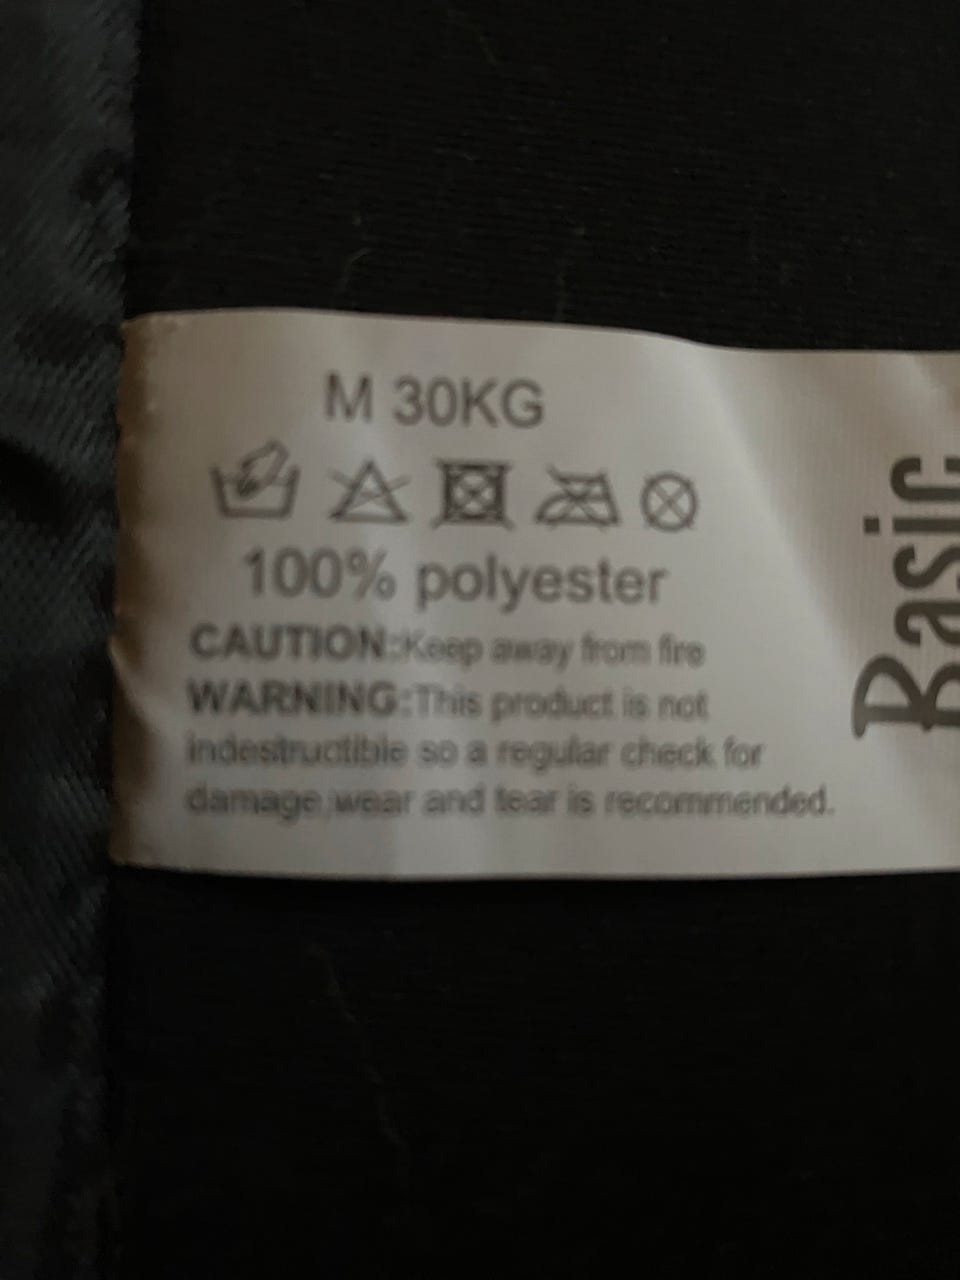 M 30KG
100% polyester
CAUTION:Keep away from fire
WARNING:This product is not
indestructible so a regular check for
damage,wear and tear is recommended.
Basic